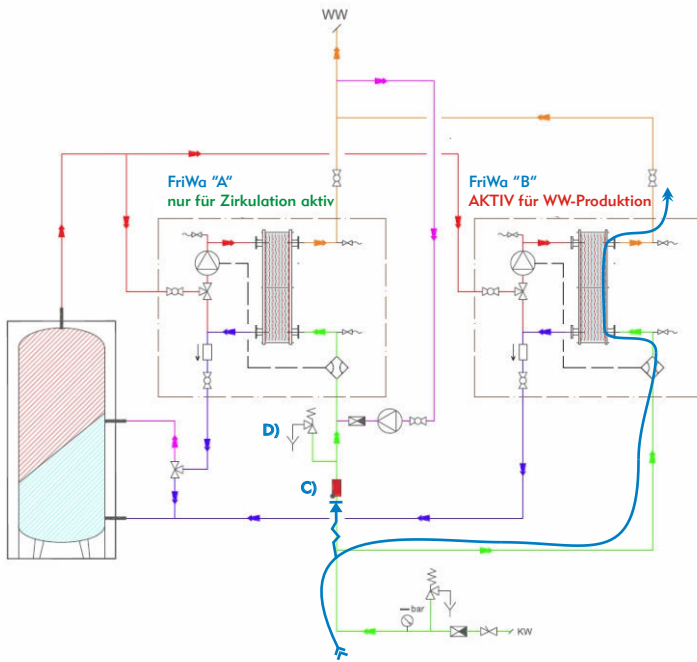 WW
FriWa "A"
nur für Zirkulation aktiv
FriWa "B"
AKTIV für WW-Produktion
D)
C)
bar
KW